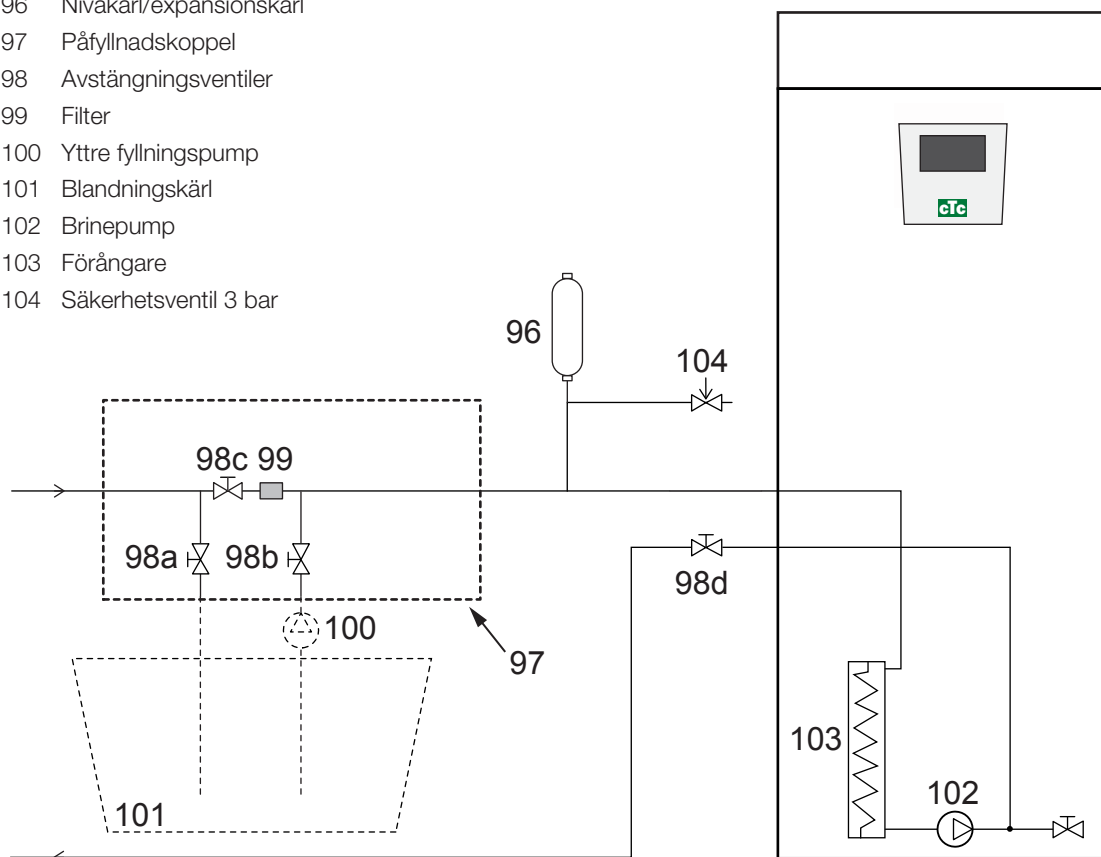 96 Nivåkärl/expansionskärl
97 Påfyllnadskoppel
98 Avstängningsventiler
99 Filter
100 Yttre fyllningspump
101 Blandningskärl
102 Brinepump
103 Förångare
104 Säkerhetsventil 3 bar
cTc
96
104
98c 99
98a 98b
98d
100
97
103
102
101